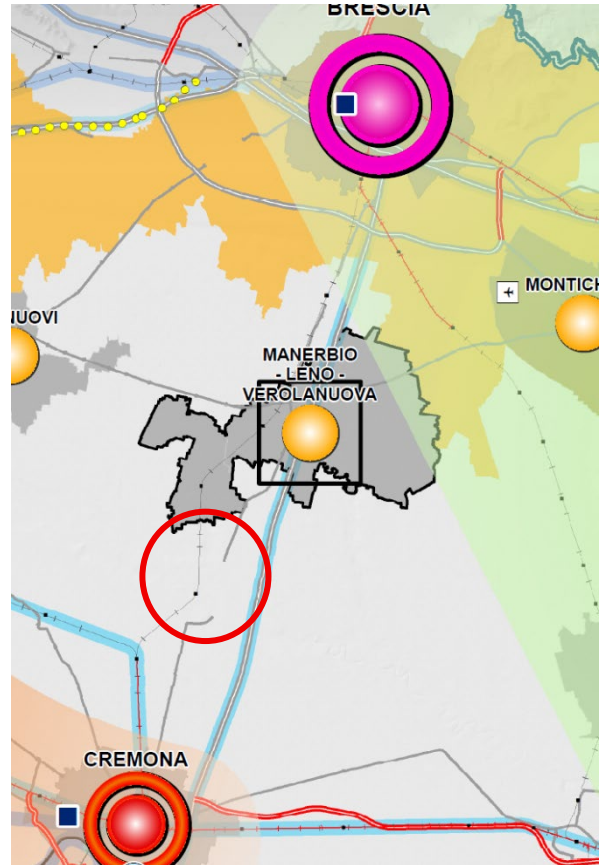 BRESCIA
NUOVI
MONTICH
MANERBIO
- LENO -
VEROLANUOVA
CREMONA